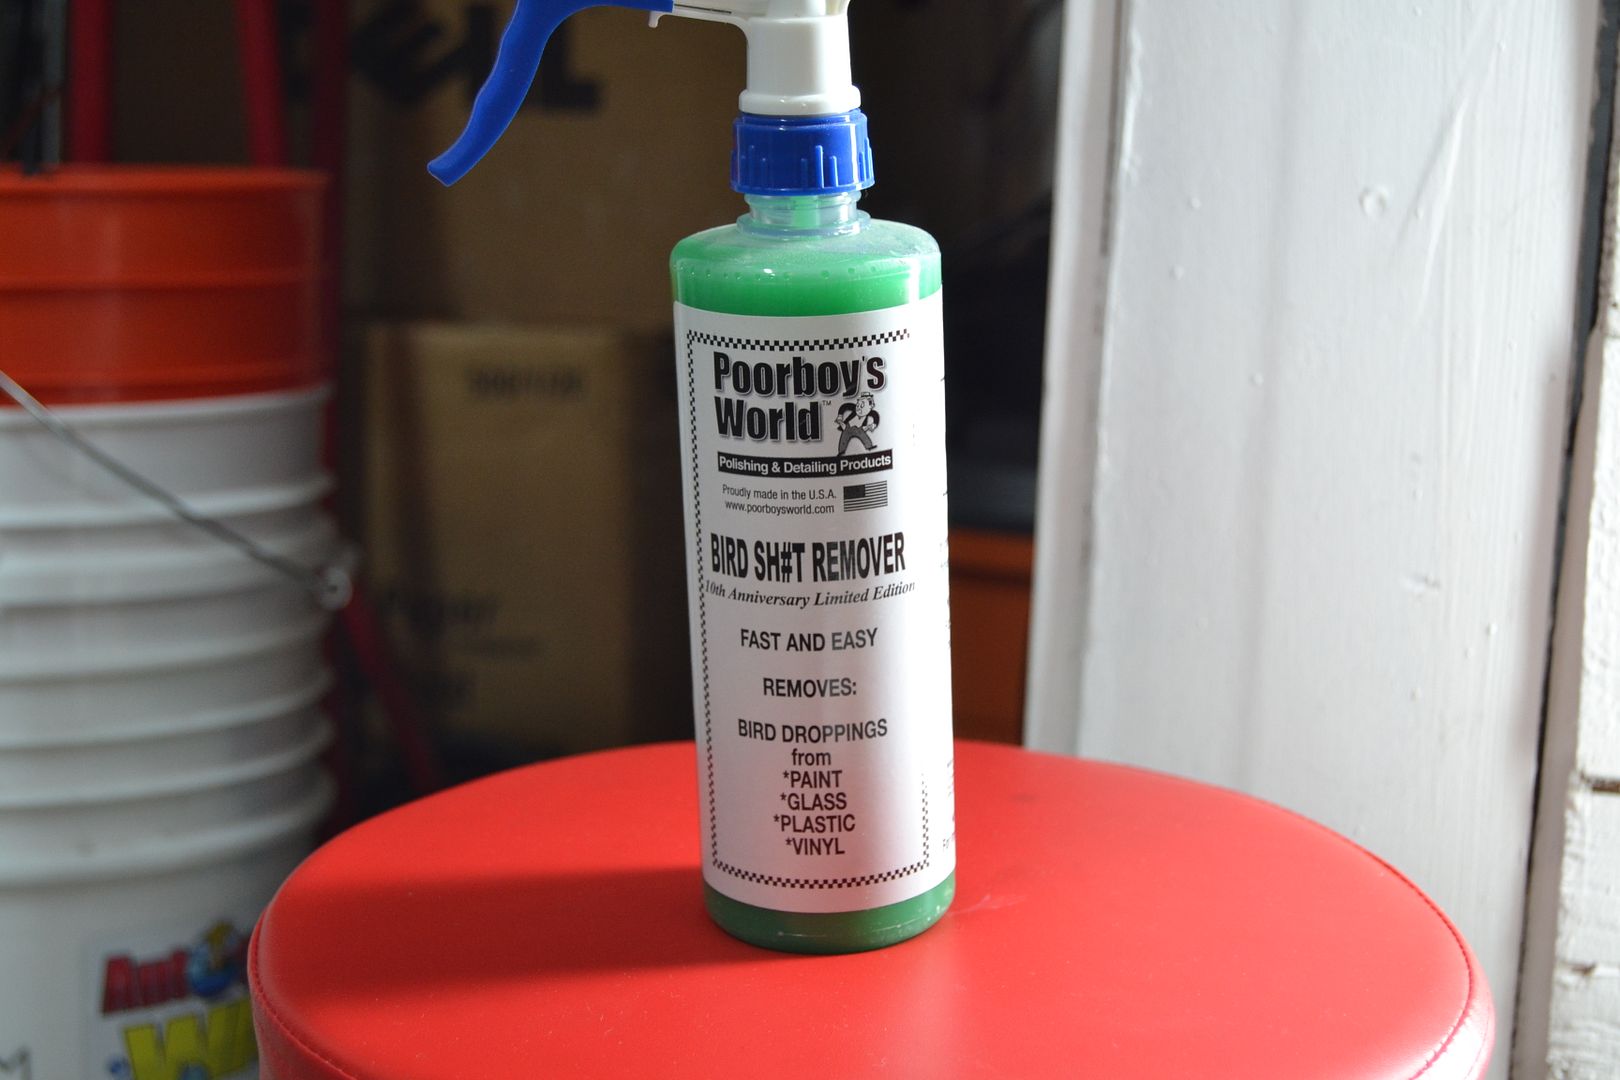 Poorboy's
World™
Polishing & Detailing Products
Proudly made in the U.S.A.
www.poorboysworld.com
BIRD SH#T REMOVER
10th Anniversary Limited Edition
FAST AND EASY
REMOVES:
BIRD DROPPINGS
from
*PAINT
*GLASS
*PLASTIC
*VINYL